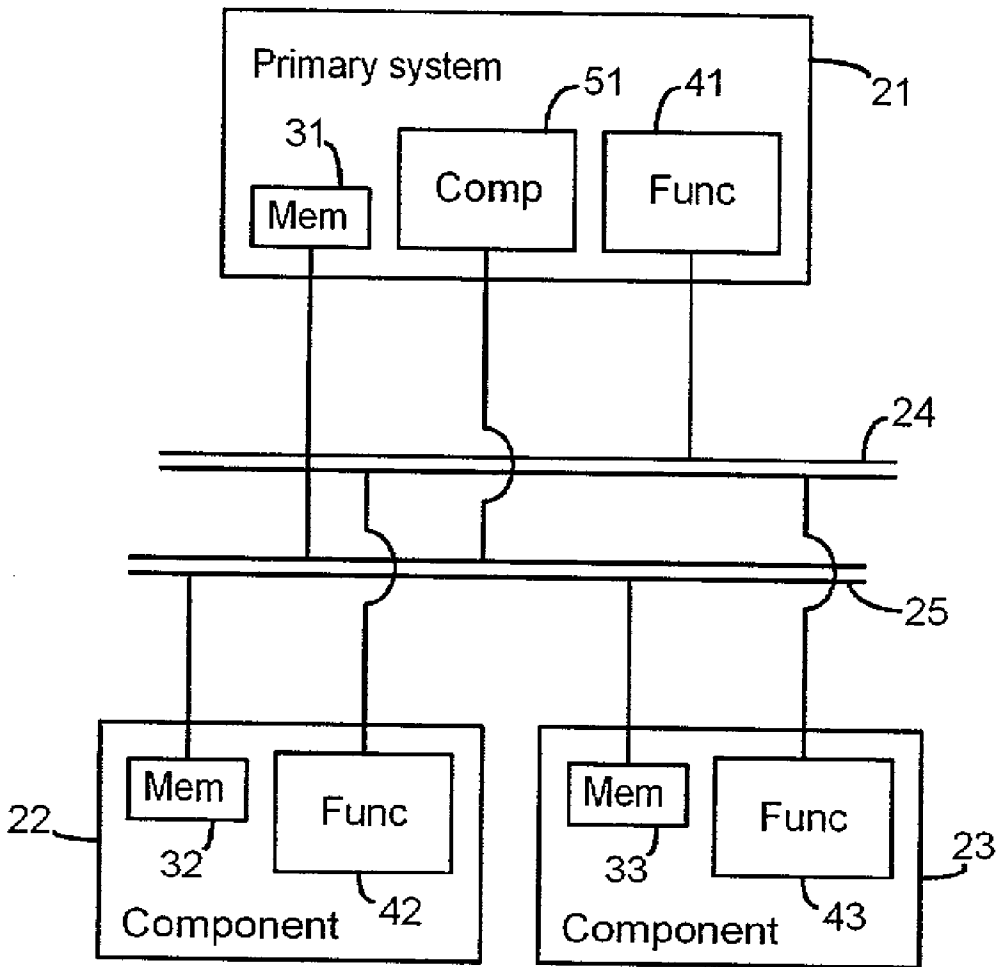 Primary system
21
51
41
31
Comp
Func
Mem
24
25
Mem
Func
Mem
Func
22
32
42
33
43
23
Component
Component